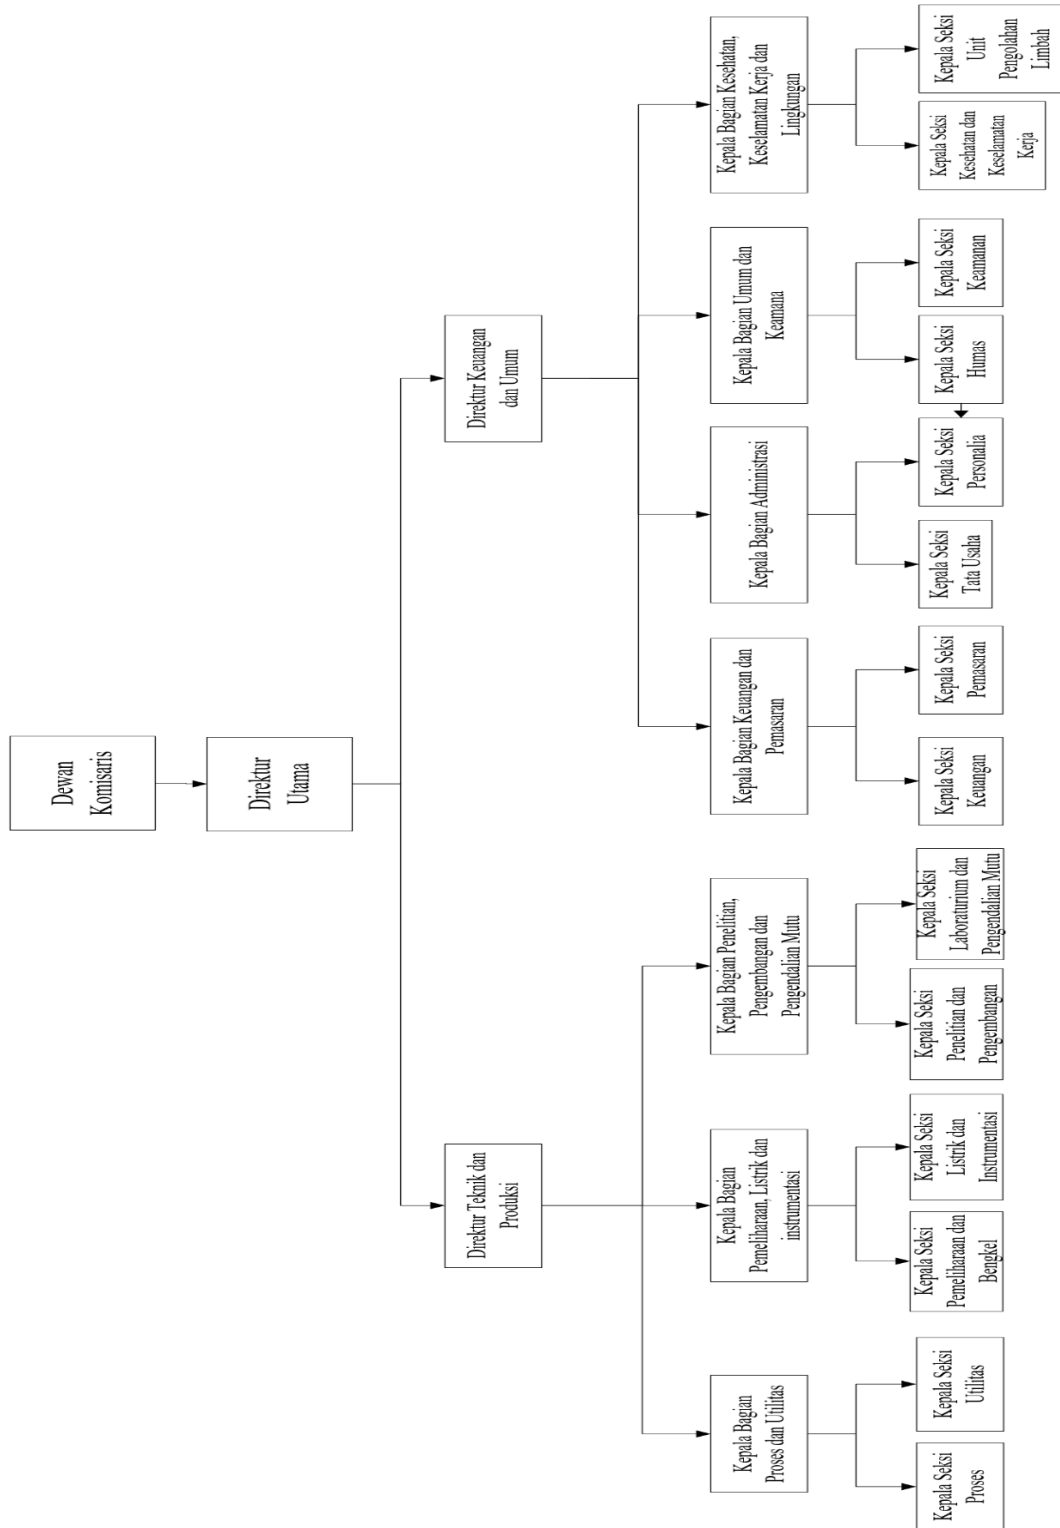 Dewan
Komisaris
Direktur
Utama
Direktur Teknik dan
Produksi
Direktur Keuangan
dan Umum
Kepala Bagian
Proses dan Utilitas
Kepala Bagian
Pemeliharaan, Listrik dan
instrumentasi
Kepala Bagian Penelitian,
Pengembangan dan
Pengendalian Mutu
Kepala Bagian Keuangan dan
Pemasaran
Kepala Bagian Administrasi
Kepala Bagian Umum dan
Keamana
Kepala Bagian Kesehatan,
Keselamatan Kerja dan
Lingkungan
Kepala Seksi
Proses
Kepala Seksi
Utilitas
Kepala Seksi
Pemeliharaan dan
Bengkel
Kepala Seksi
Listrik dan
Instrumentasi
Kepala Seksi
Penelitian dan
Pengembangan
Kepala Seksi
Laboraturium dan
Pengendalian Mutu
Kepala Seksi
Keuangan
Kepala Seksi
Pemasaran
Kepala Seksi
Tata Usaha
Kepala Seksi
Personalia
Kepala Seksi
Humas
Kepala Seksi
Keamanan
Kepala Seksi
Kesehatan dan
Keselamatan
Kerja
Kepala Seksi
Unit
Pengolahan
Limbah